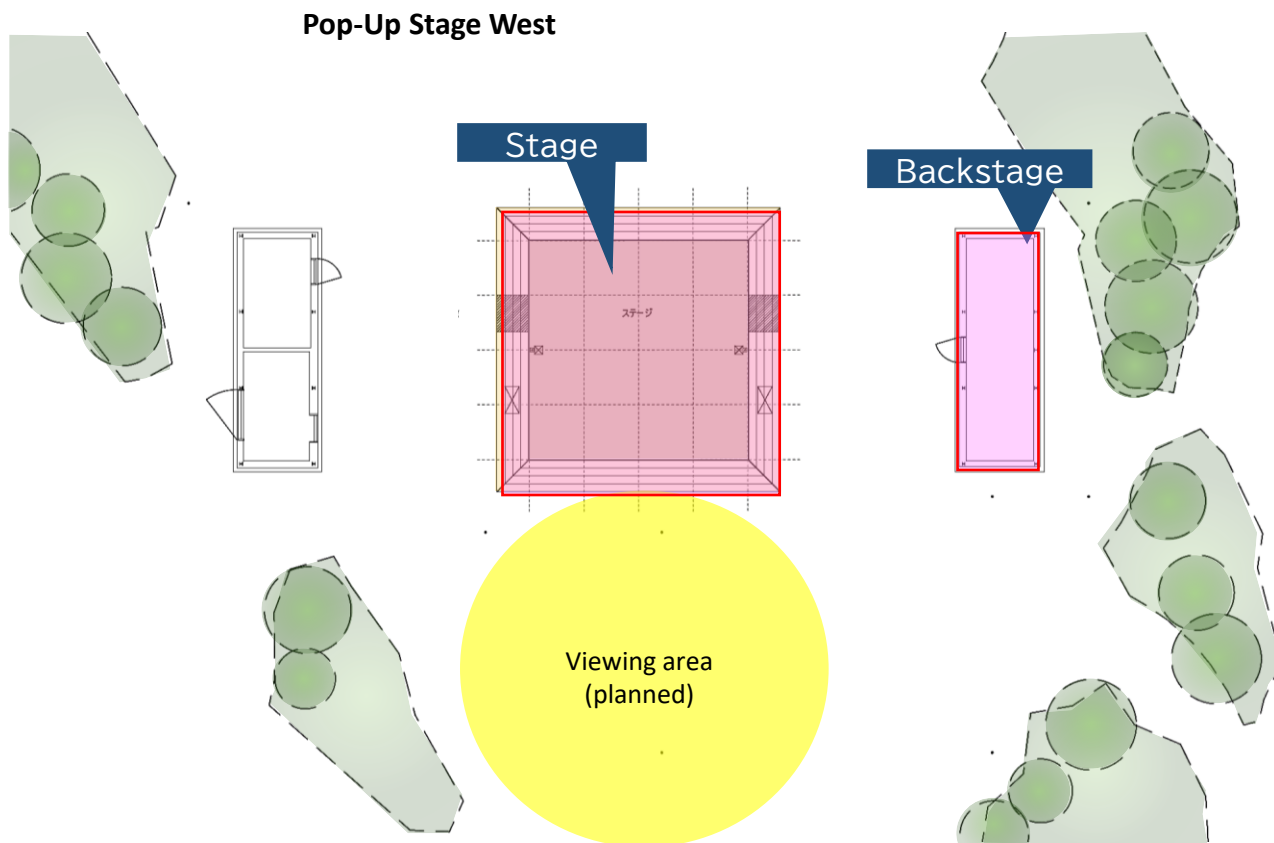 Pop-Up Stage West
Stage
Backstage
ステージ
Viewing area
(planned)